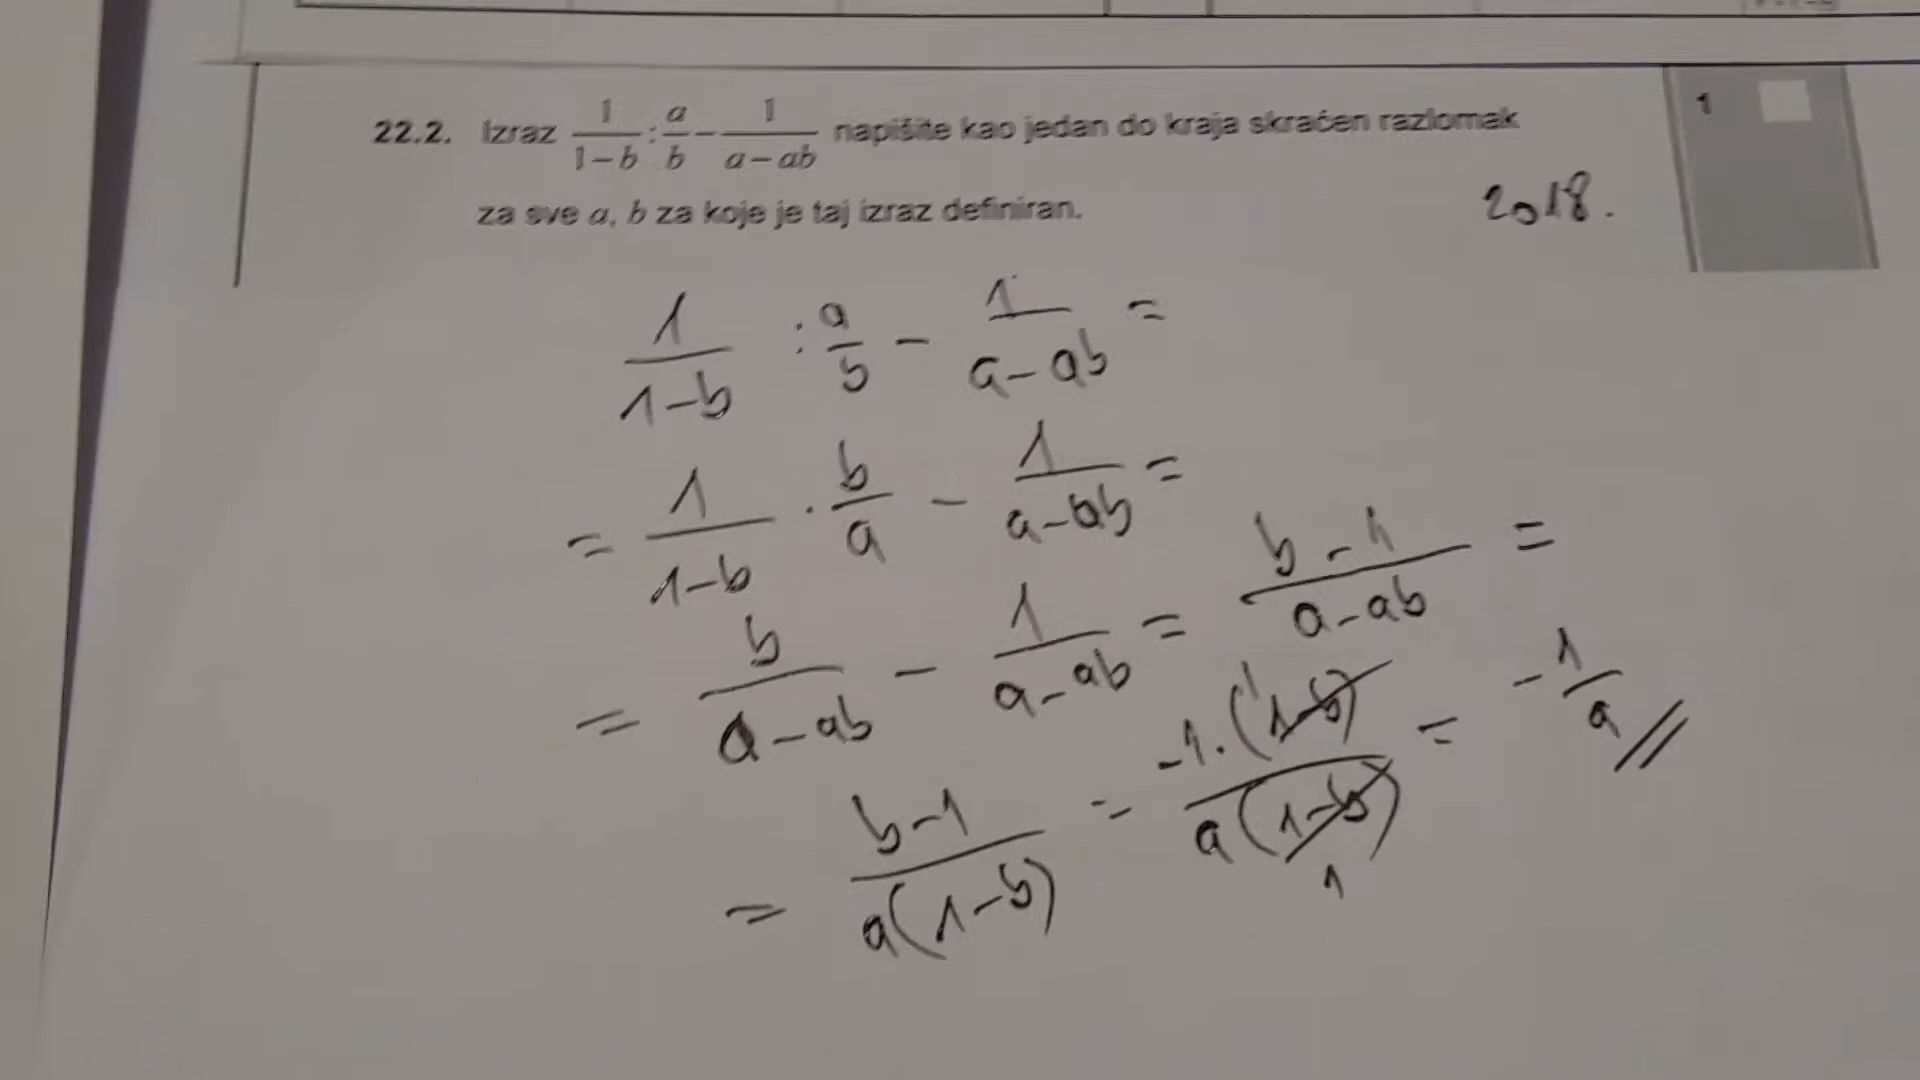 22.2. Izraz 1/(1-b) : a/b - 1/(a-ab) napišite kao jedan do kraja skraćen razlomak
za sve a, b za koje je taj izraz definiran.
1
2018.
1/(1-b) : a/b - 1/(a-ab) =
= 1/(1-b) · b/a - 1/(a-ab) =
= b/(a-ab) - 1/(a-ab) = (b-1)/(a-ab) =
= (b-1)/(a(1-b)) = -1·(1-b)/(a(1-b)) = -1/a //